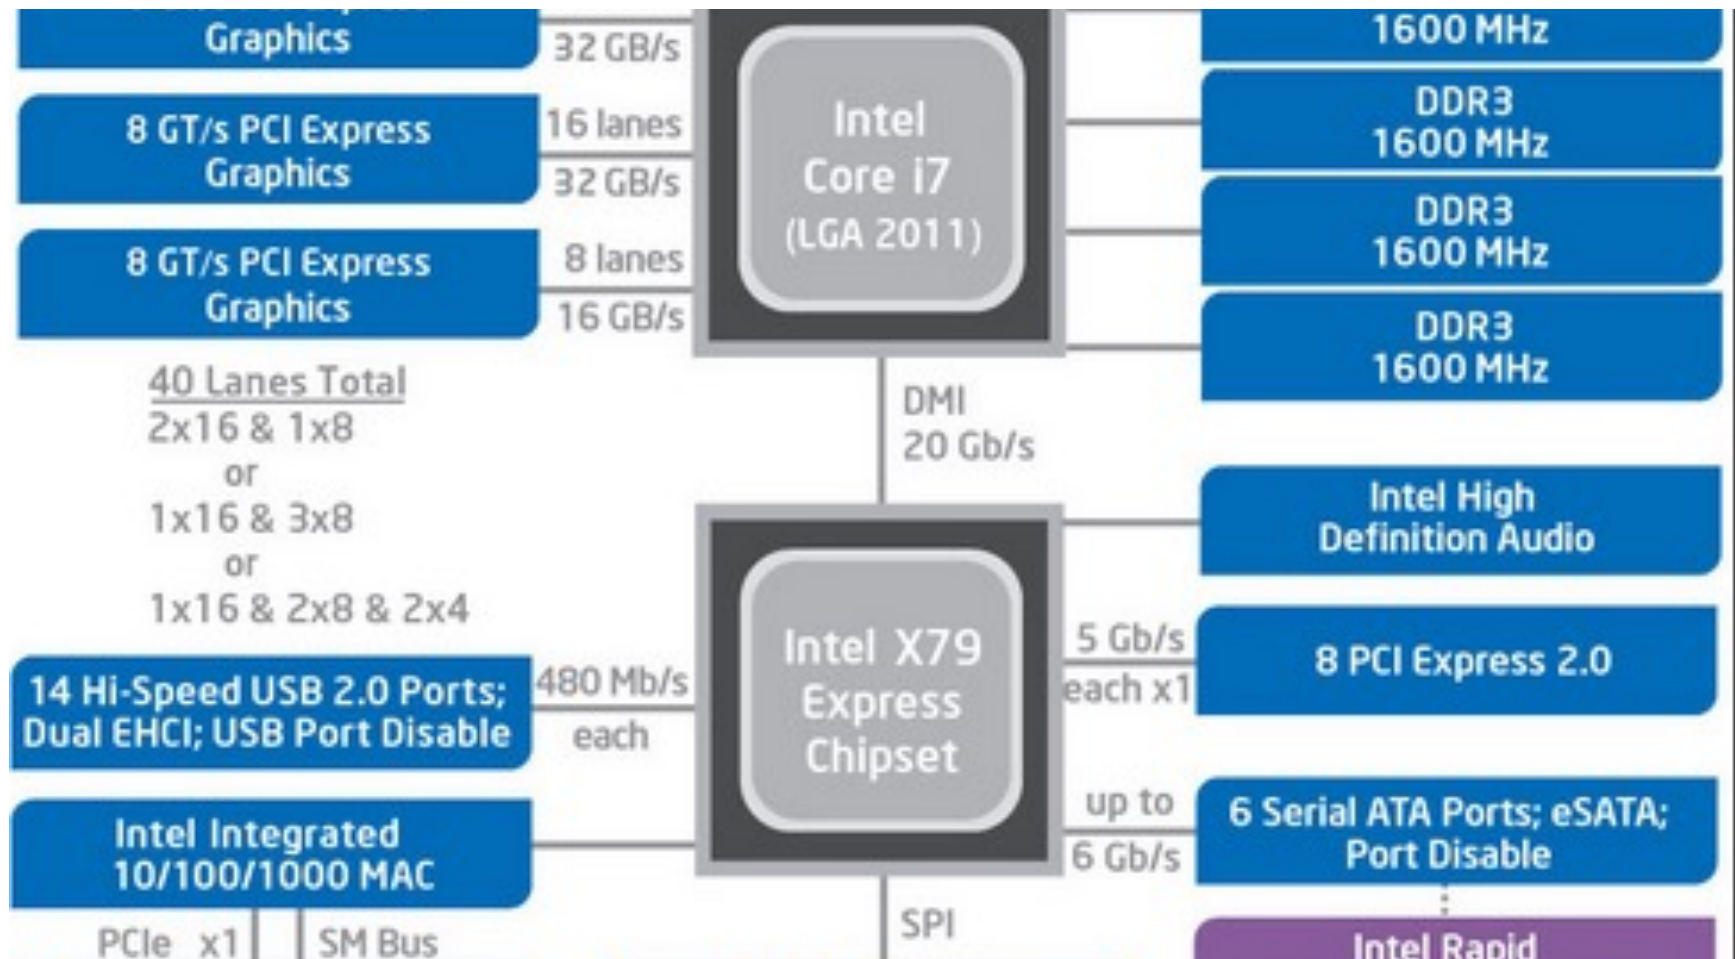 Graphics
32 GB/s
8 GT/s PCI Express
Graphics
16 lanes
32 GB/s
8 GT/s PCI Express
Graphics
8 lanes
16 GB/s
40 Lanes Total
2x16 & 1x8
or
1x16 & 3x8
or
1x16 & 2x8 & 2x4
Intel
Core i7
(LGA 2011)
1600 MHz
DDR3
1600 MHz
DDR3
1600 MHz
DDR3
1600 MHz
DMI
20 Gb/s
Intel High
Definition Audio
Intel X79
Express
Chipset
5 Gb/s
each x1
8 PCI Express 2.0
14 Hi-Speed USB 2.0 Ports;
Dual EHCI; USB Port Disable
480 Mb/s
each
up to
6 Gb/s
6 Serial ATA Ports; eSATA;
Port Disable
Intel Integrated
10/100/1000 MAC
PCIe x1
SM Bus
SPI
Intel Rapid